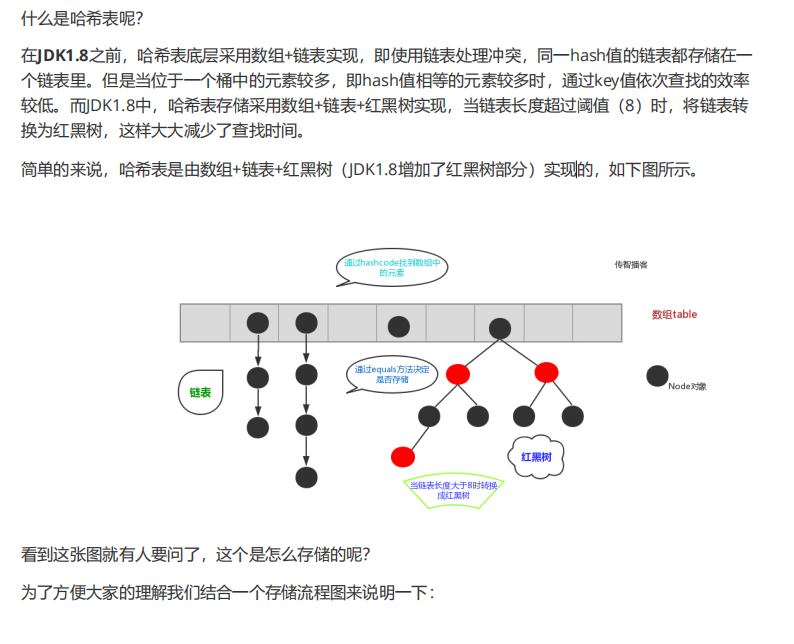 什么是哈希表呢？
在JDK1.8之前，哈希表底层采用数组+链表实现，即使用链表处理冲突，同一hash值的链表都存储在一
个链表里。但是当位于一个桶中的元素较多，即hash值相等的元素较多时，通过key值依次查找的效率
较低。而JDK1.8中，哈希表存储采用数组+链表+红黑树实现，当链表长度超过阈值（8）时，将链表转
换为红黑树，这样大大减少了查找时间。
简单的来说，哈希表是由数组+链表+红黑树（JDK1.8增加了红黑树部分）实现的，如下图所示。
通过hashcode找到数组中
的元素
传智播客
数组table
通过equals方法决定
是否存储
链表
Node对象
红黑树
当链表长度大于8时转换
成红黑树
看到这张图就有人要问了，这个是怎么存储的呢？
为了方便大家的理解我们结合一个存储流程图来说明一下：